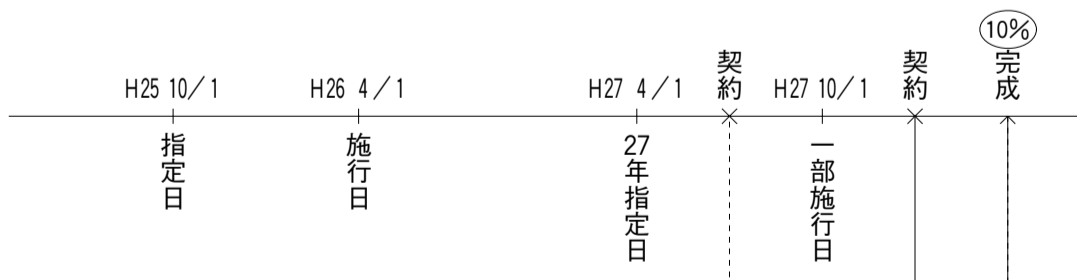 10%
H25 10/1
H26 4/1
H27 4/1
契約
H27 10/1
契約
完成
指定日
施行日
27年指定日
一部施行日